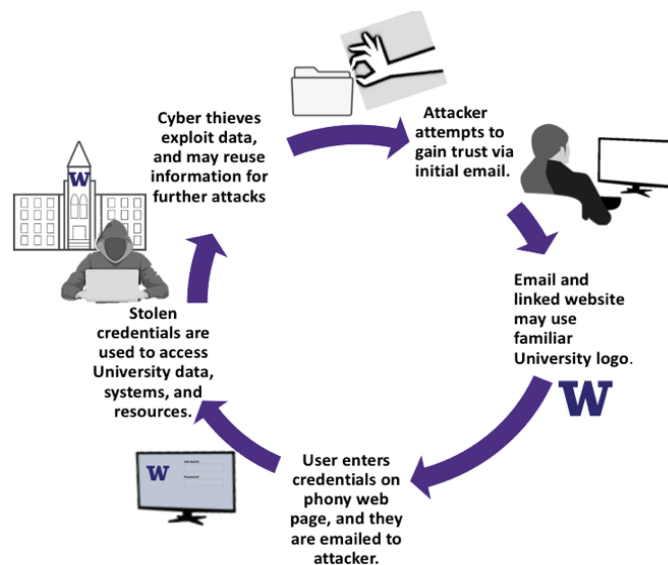 Cyber thieves
exploit data,
and may reuse
information for
further attacks
Attacker
attempts to
gain trust via
initial email.
W
Email and
linked website
may use
familiar
University logo.
W
Stolen
credentials are
used to access
University data,
systems, and
resources.
User enters
credentials on
phony web
page, and they
are emailed to
attacker.
W